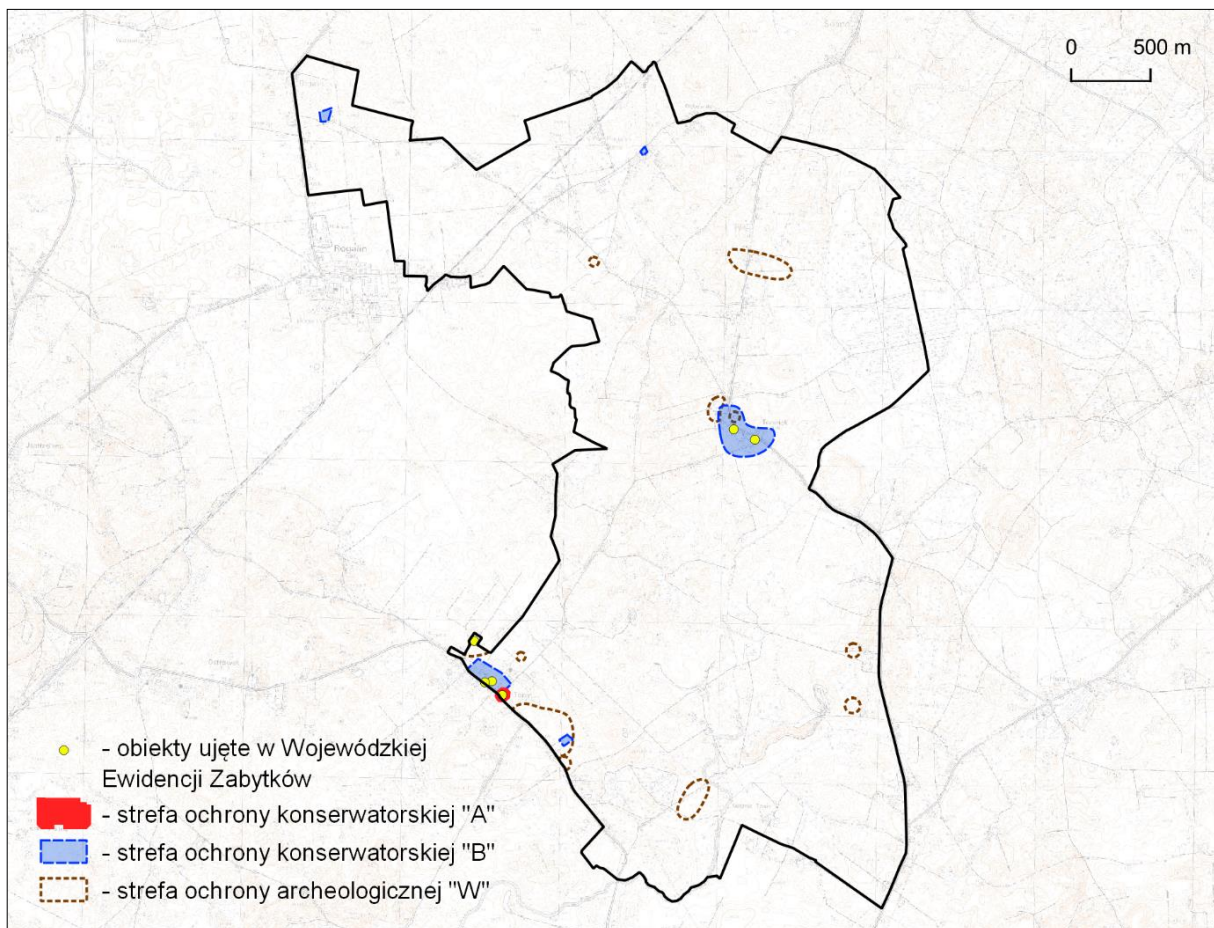 0 500 m
- obiekty ujęte w Wojewódzkiej
Ewidencji Zabytków
- strefa ochrony konserwatorskiej "A"
- strefa ochrony konserwatorskiej "B"
- strefa ochrony archeologicznej "W"